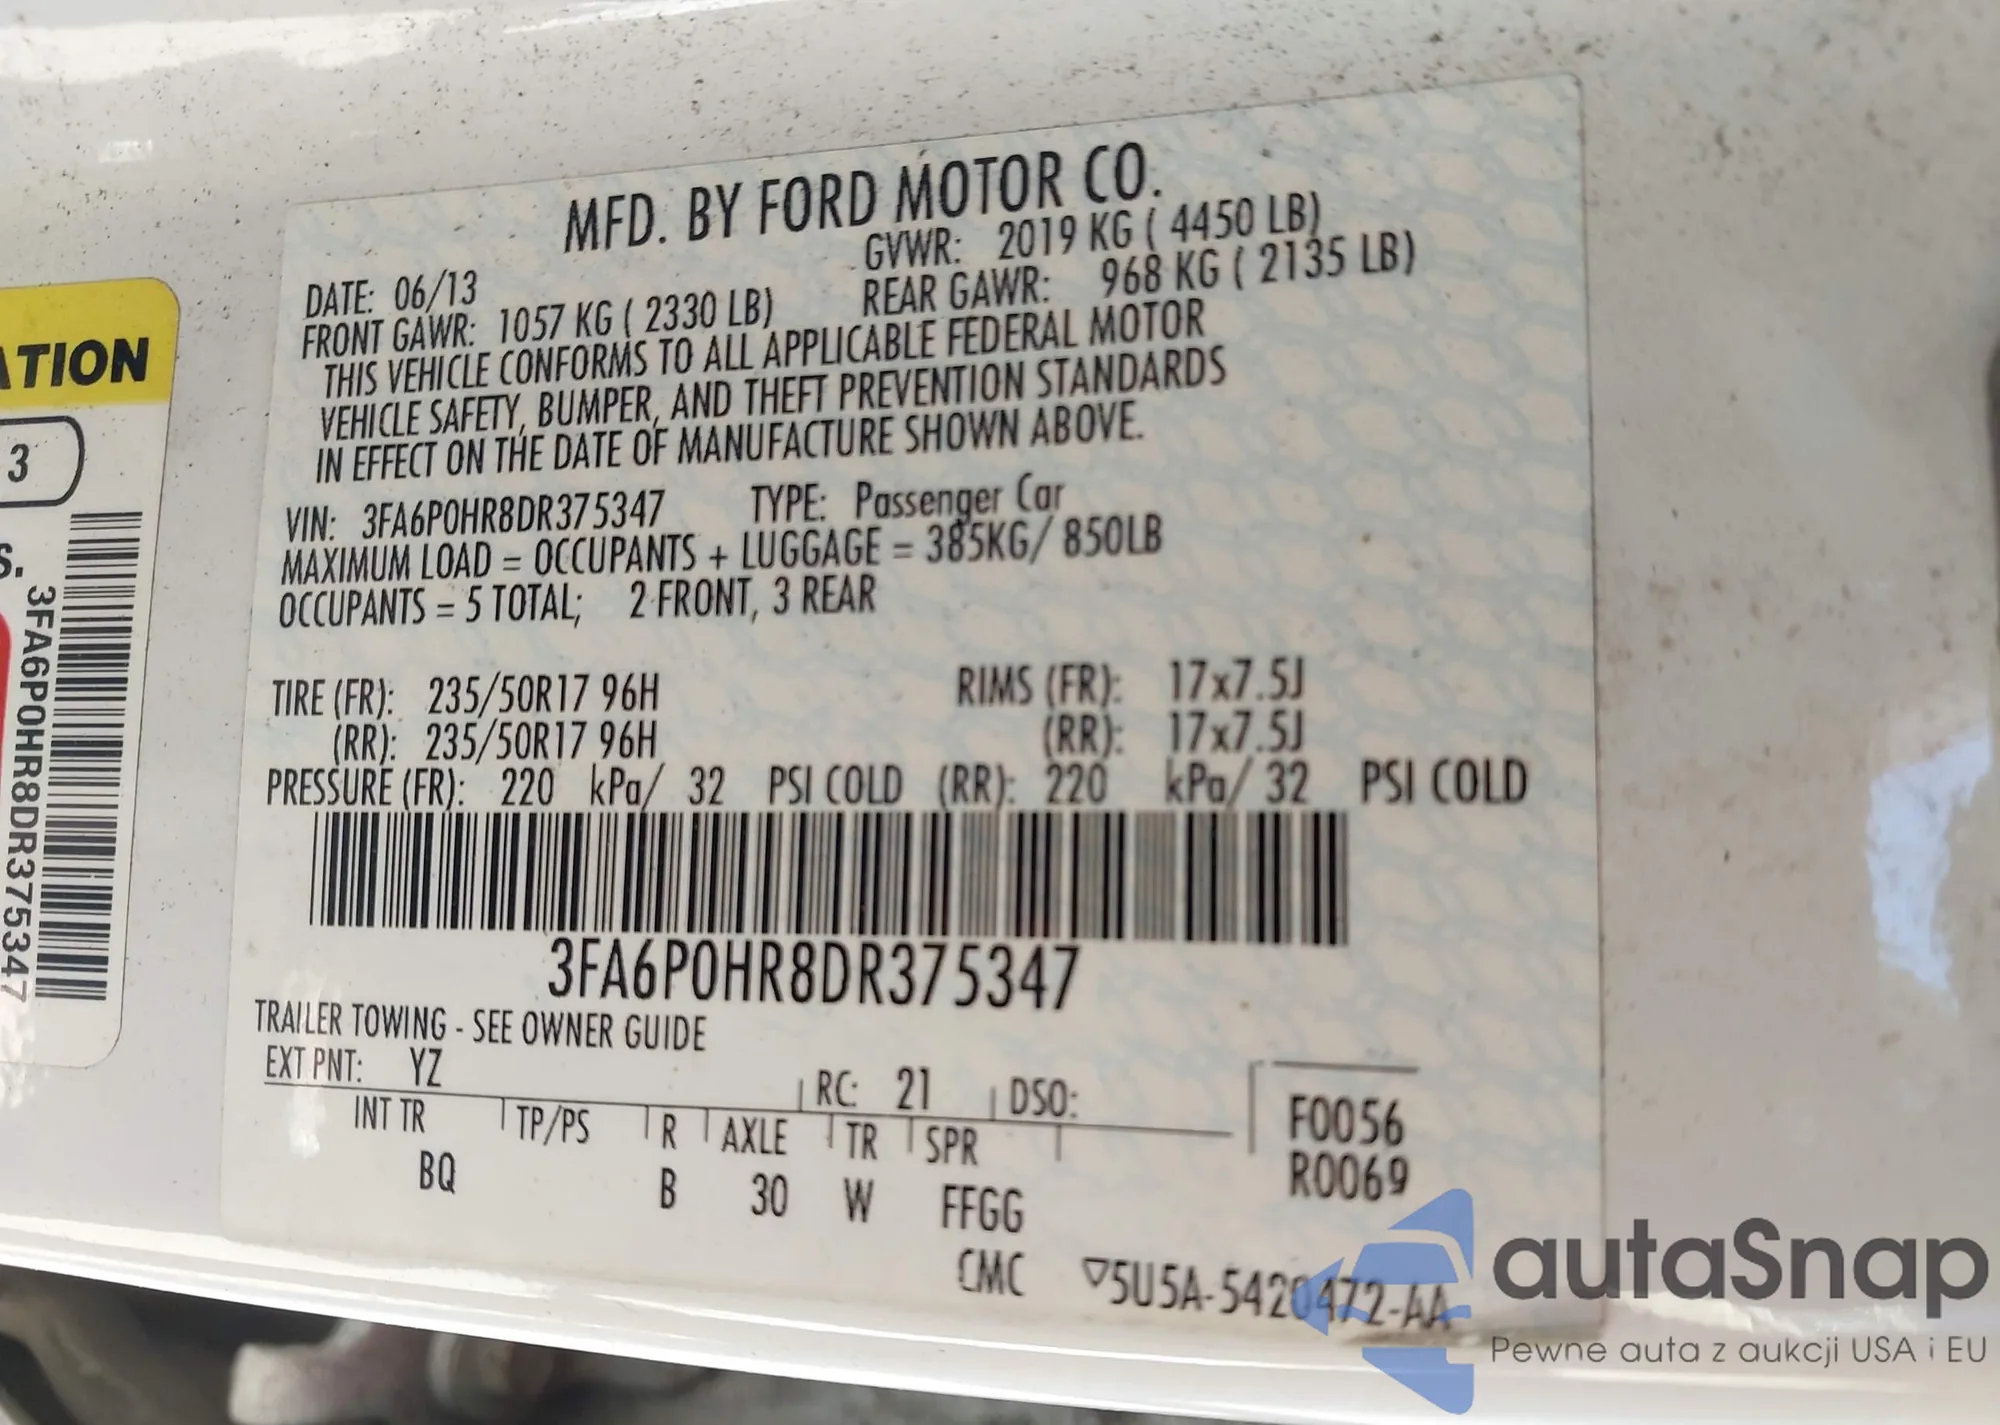 MFD. BY FORD MOTOR CO.
DATE: 06/13 GVWR: 2019 KG ( 4450 LB)
FRONT GAWR: 1057 KG ( 2330 LB) REAR GAWR: 968 KG ( 2135 LB)
THIS VEHICLE CONFORMS TO ALL APPLICABLE FEDERAL MOTOR
VEHICLE SAFETY, BUMPER, AND THEFT PREVENTION STANDARDS
IN EFFECT ON THE DATE OF MANUFACTURE SHOWN ABOVE.
VIN: 3FA6P0HR8DR375347 TYPE: Passenger Car
MAXIMUM LOAD = OCCUPANTS + LUGGAGE = 385KG/ 850LB
OCCUPANTS = 5 TOTAL; 2 FRONT, 3 REAR
TIRE (FR): 235/50R17 96H RIMS (FR): 17x7.5J
(RR): 235/50R17 96H (RR): 17x7.5J
PRESSURE (FR): 220 kPa/ 32 PSI COLD (RR): 220 kPa/ 32 PSI COLD
3FA6P0HR8DR375347
TRAILER TOWING - SEE OWNER GUIDE
EXT PNT: YZ RC: 21 DSO:
INT TR TP/PS R AXLE TR SPR
BQ B 30 W FFGG
CMC
F0056
R0069
▽5U5A-5420472-AA
ATION
3
S.
3FA6P0HR8DR375347
autaSnap
Pewne auta z aukcji USA i EU